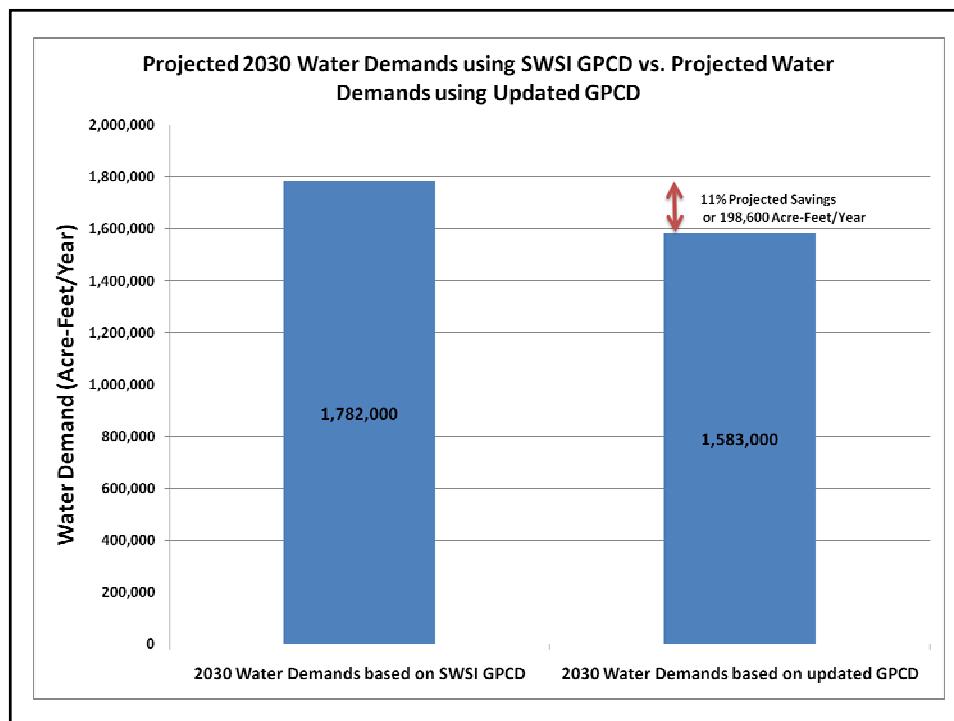 Projected 2030 Water Demands using SWSI GPCD vs. Projected Water
Demands using Updated GPCD
Water Demand (Acre-Feet/Year)
2,000,000
1,800,000
1,600,000
1,400,000
1,200,000
1,000,000
800,000
600,000
400,000
200,000
0
1,782,000
11% Projected Savings
or 198,600 Acre-Feet/Year
1,583,000
2030 Water Demands based on SWSI GPCD
2030 Water Demands based on updated GPCD